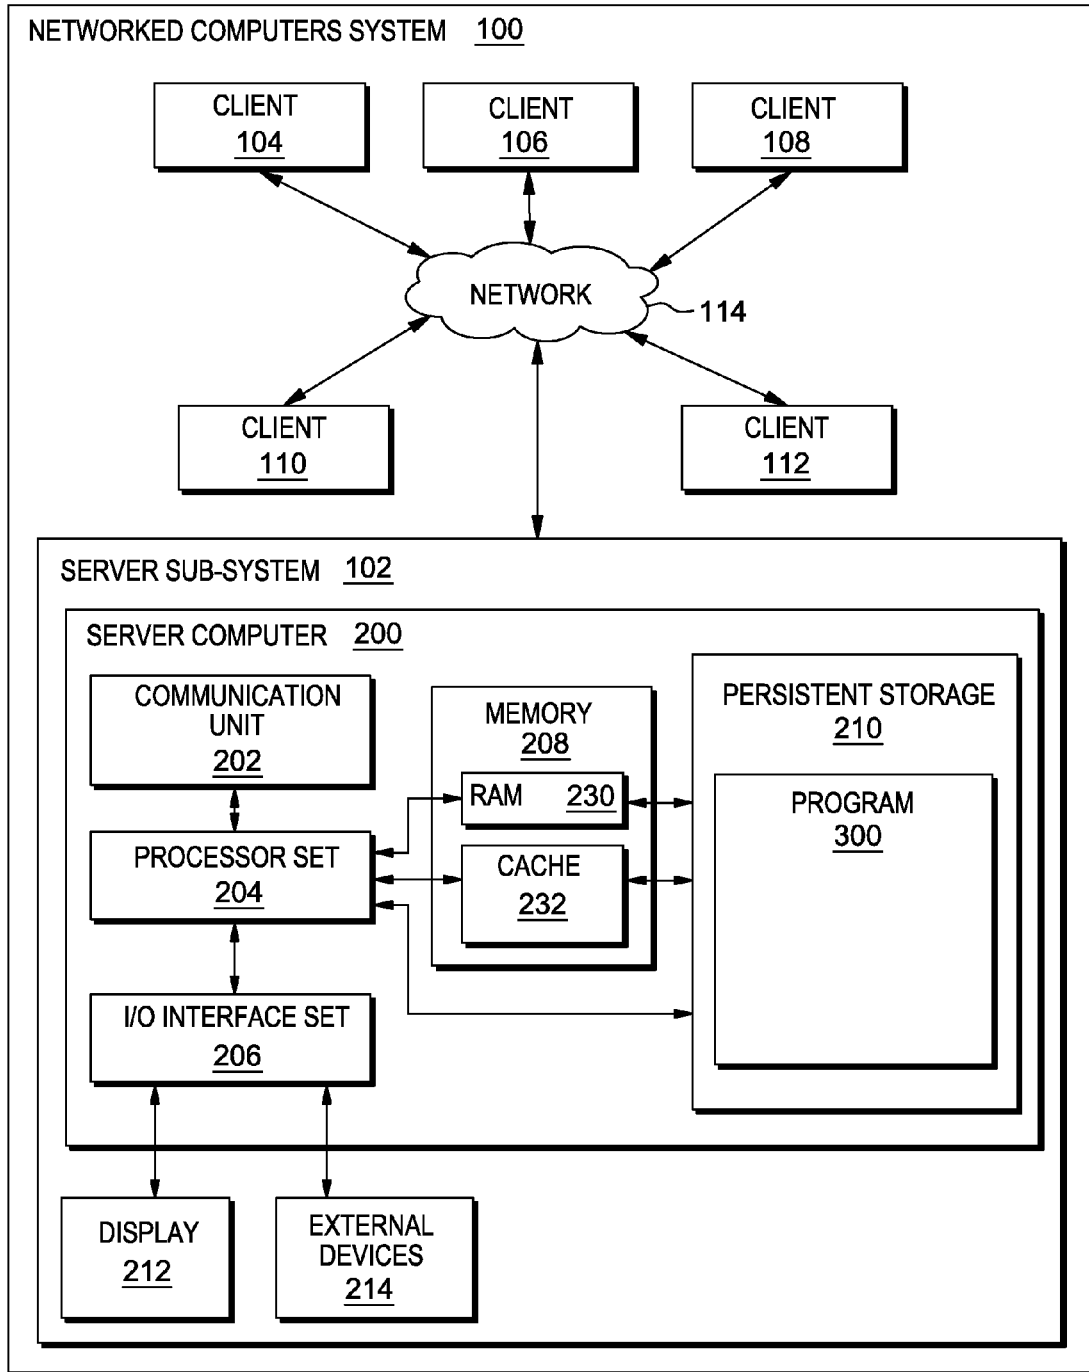 NETWORKED COMPUTERS SYSTEM 100
CLIENT
104
CLIENT
106
CLIENT
108
NETWORK
114
CLIENT
110
CLIENT
112
SERVER SUB-SYSTEM 102
SERVER COMPUTER 200
COMMUNICATION
UNIT
202
MEMORY
208
PERSISTENT STORAGE
210
RAM 230
PROGRAM
300
PROCESSOR SET
204
CACHE
232
I/O INTERFACE SET
206
DISPLAY
212
EXTERNAL
DEVICES
214